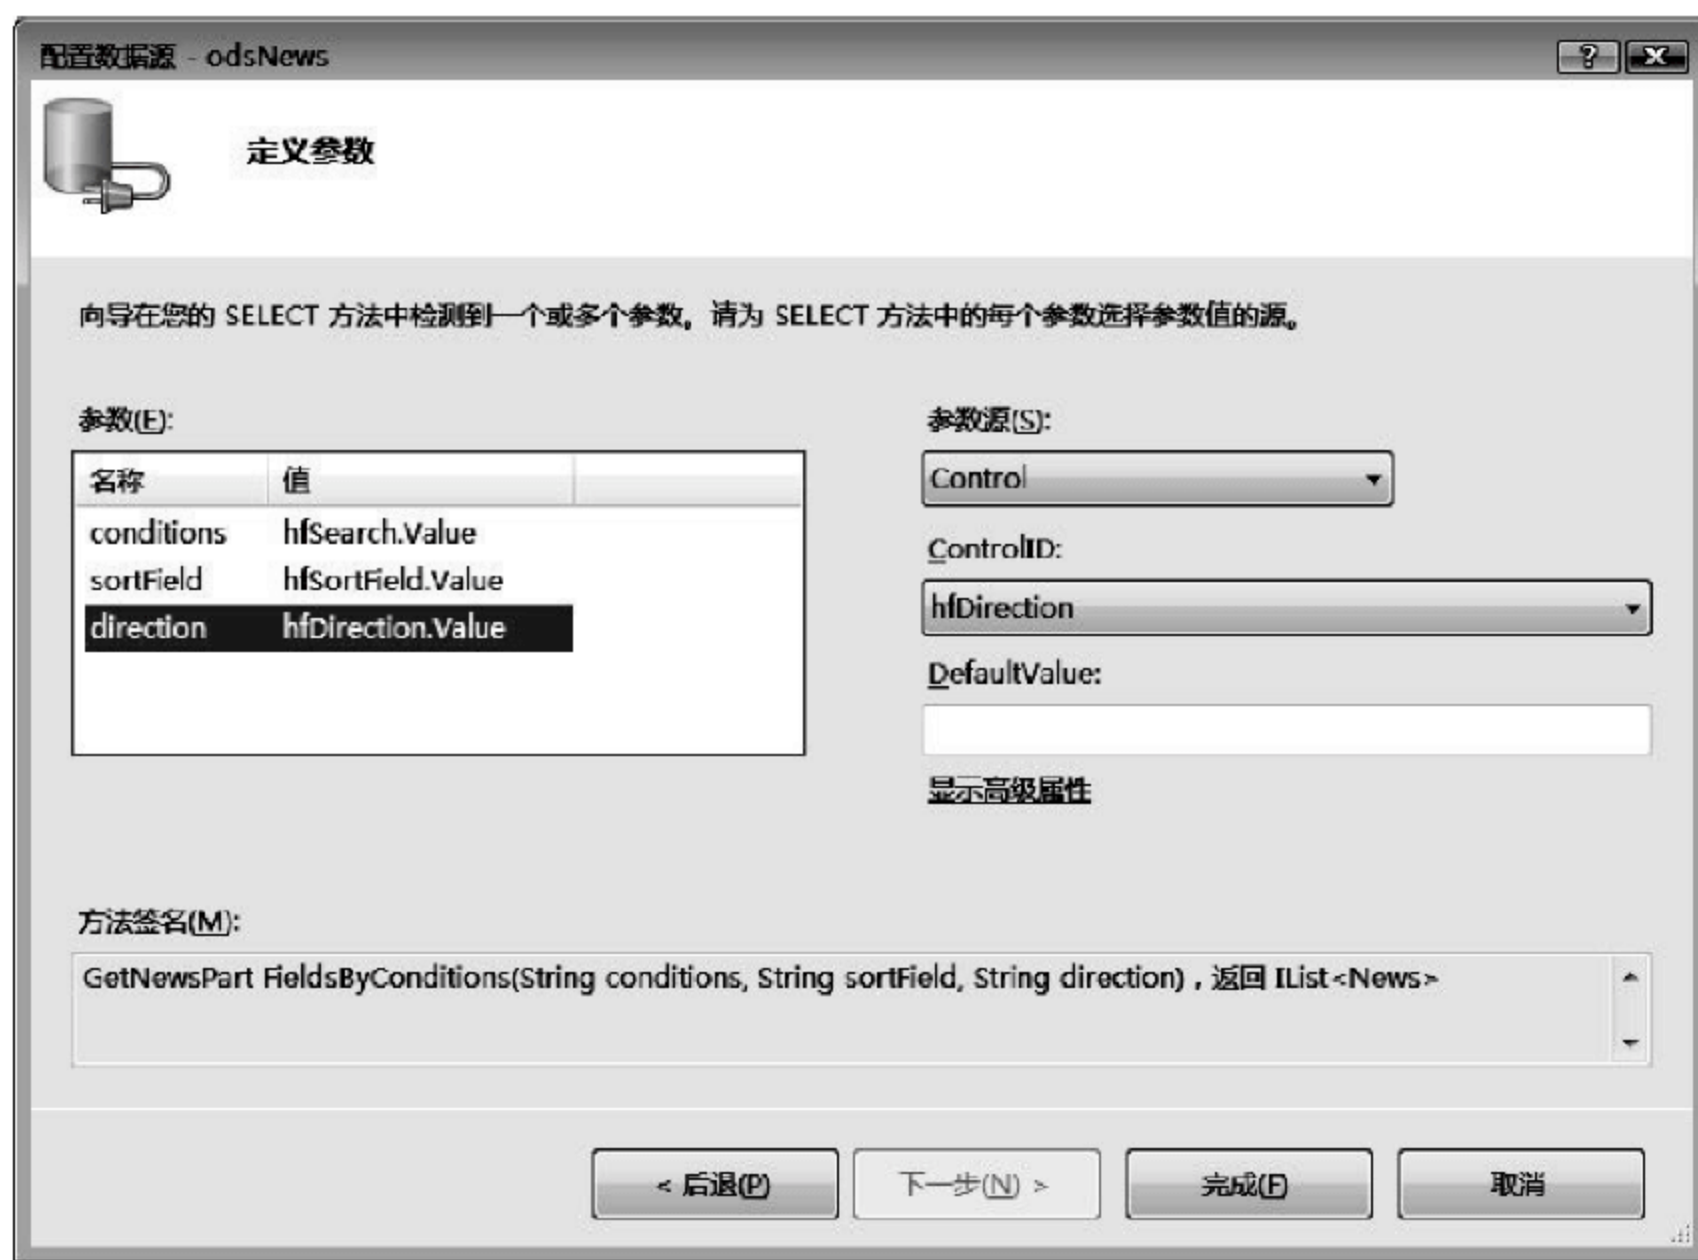 配置数据源 - odsNews
定义参数
向导在您的 SELECT 方法中检测到一个或多个参数。请为 SELECT 方法中的每个参数选择参数值的源。
参数(E):
名称 值
conditions hfSearch.Value
sortField hfSortField.Value
direction hfDirection.Value
参数源(S):
Control
ControlID:
hfDirection
DefaultValue:
显示高级属性
方法签名(M):
GetNewsPart FieldsByConditions(String conditions, String sortField, String direction)，返回 IList<News>
< 后退(P)
下一步(N) >
完成(F)
取消